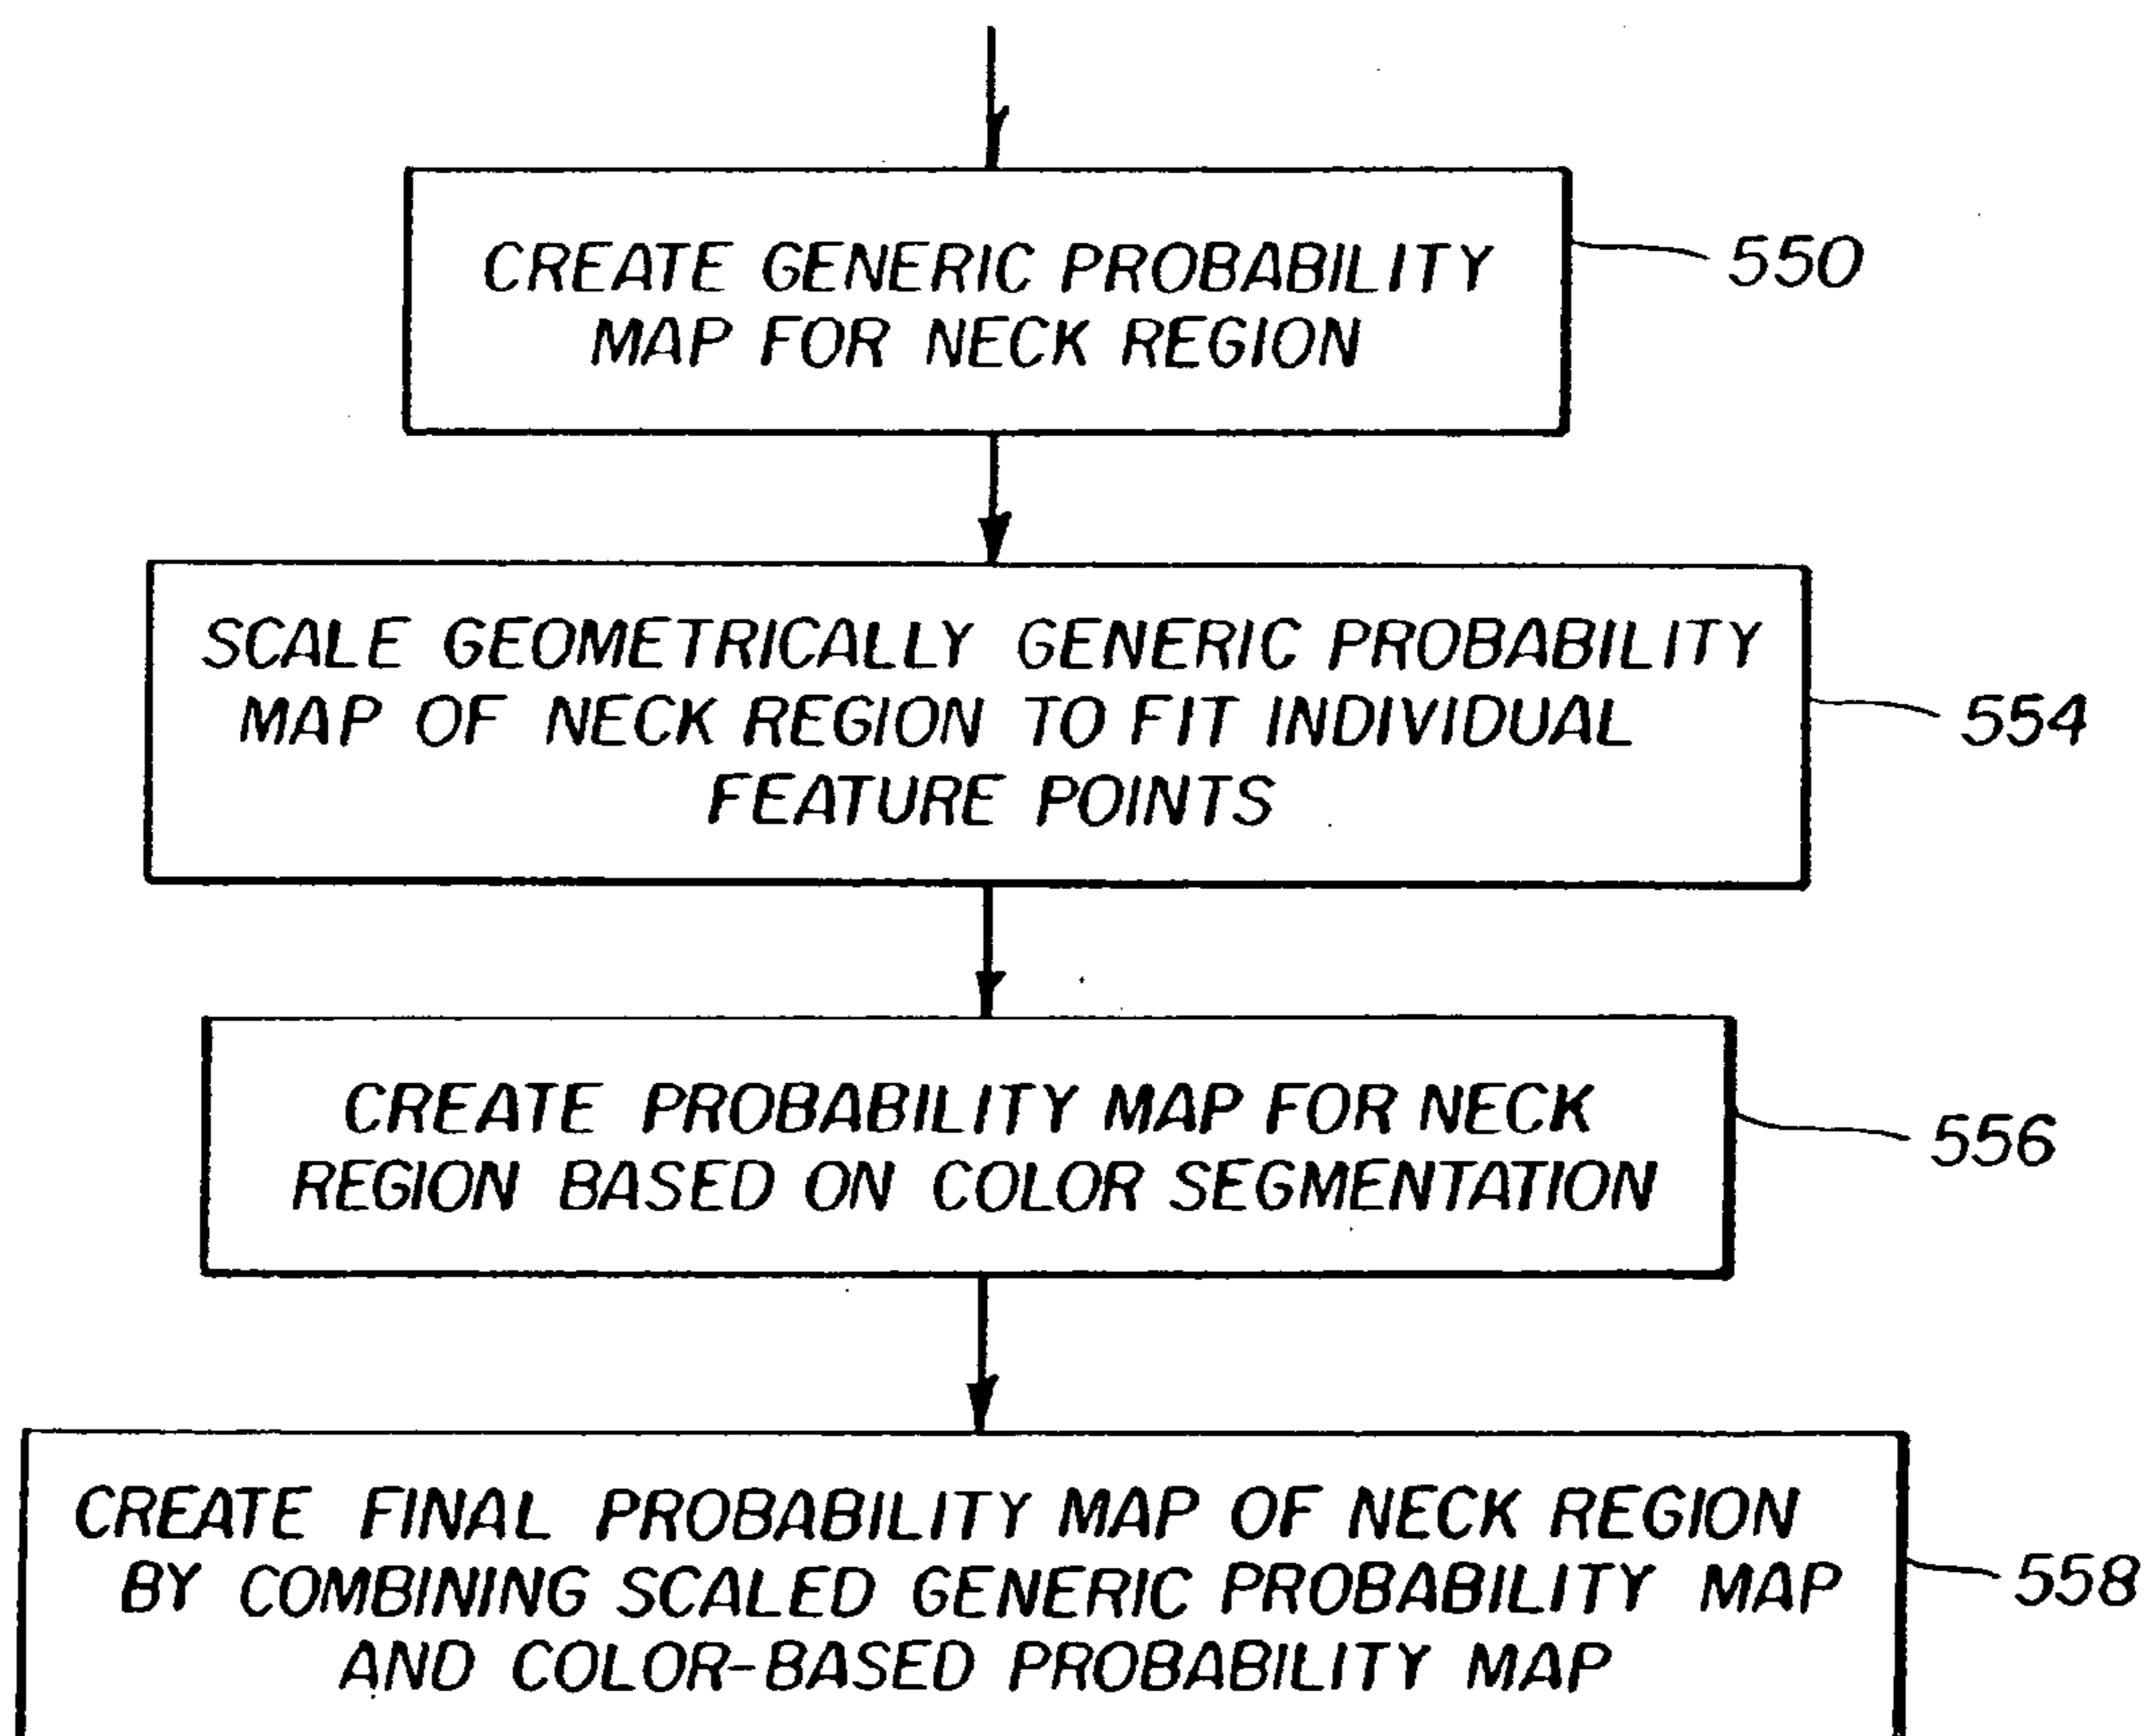 CREATE GENERIC PROBABILITY
MAP FOR NECK REGION
550
SCALE GEOMETRICALLY GENERIC PROBABILITY
MAP OF NECK REGION TO FIT INDIVIDUAL
FEATURE POINTS
554
CREATE PROBABILITY MAP FOR NECK
REGION BASED ON COLOR SEGMENTATION
556
CREATE FINAL PROBABILITY MAP OF NECK REGION
BY COMBINING SCALED GENERIC PROBABILITY MAP
AND COLOR-BASED PROBABILITY MAP
558